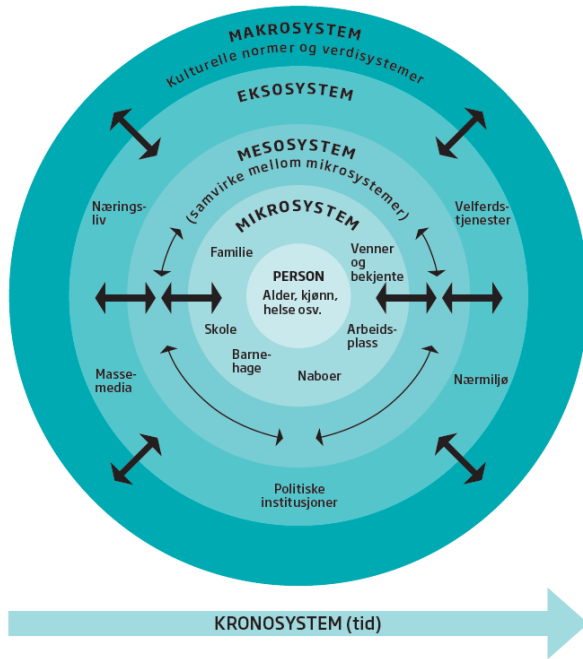 MAKROSYSTEM
Kulturelle normer og verdisystemer
EKSOSYSTEM
MESOSYSTEM
(samvirke mellom mikrosystemer)
MIKROSYSTEM
Nærings-
liv
Velferds-
tjenester
Familie
Venner
og
bekjente
PERSON
Alder, kjønn,
helse osv.
Skole
Arbeids-
plass
Barne-
hage
Naboer
Masse-
media
Nærmiljø
Politiske
institusjoner
KRONOSYSTEM (tid)